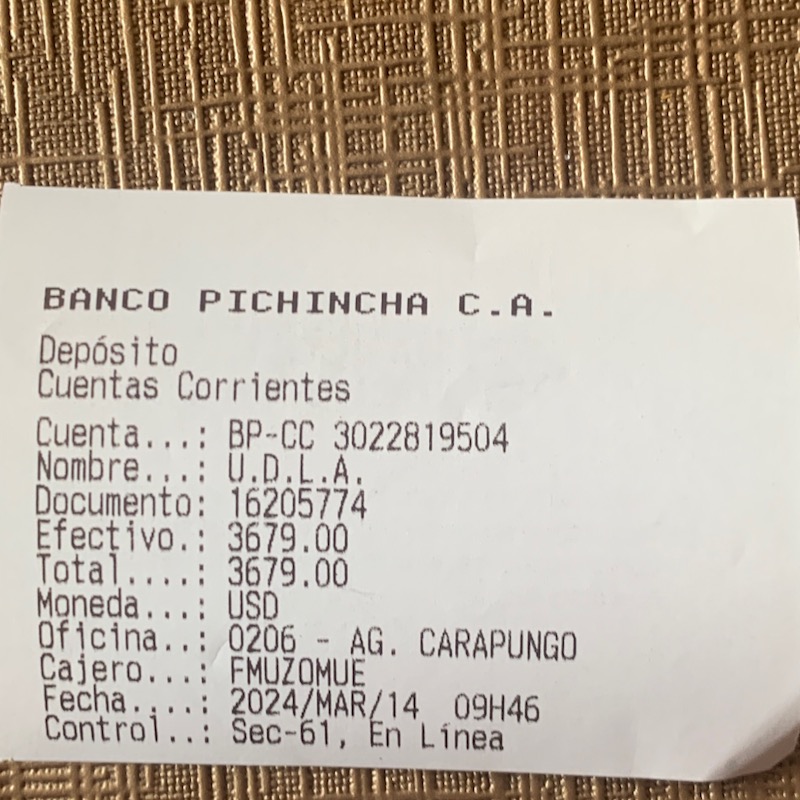 BANCO PICHINCHA C.A.
Depósito
Cuentas Corrientes
Cuenta...: BP-CC 3022819504
Nombre...: U.D.L.A.
Documento: 16205774
Efectivo.: 3679.00
Total....: 3679.00
Moneda...: USD
Oficina..: 0206 - AG. CARAPUNGO
Cajero...: FMUZOMUE
Fecha....: 2024/MAR/14  09H46
Control..: Sec-61, En Línea